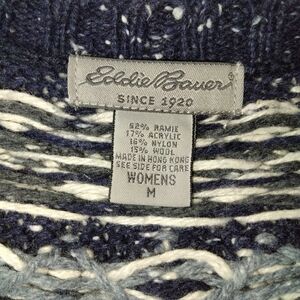 Eddie Bauer®
SINCE 1920
52% RAMIE
17% ACRYLIC
16% NYLON
15% WOOL
MADE IN HONG KONG
SEE SIDE FOR CARE
WOMENS
M